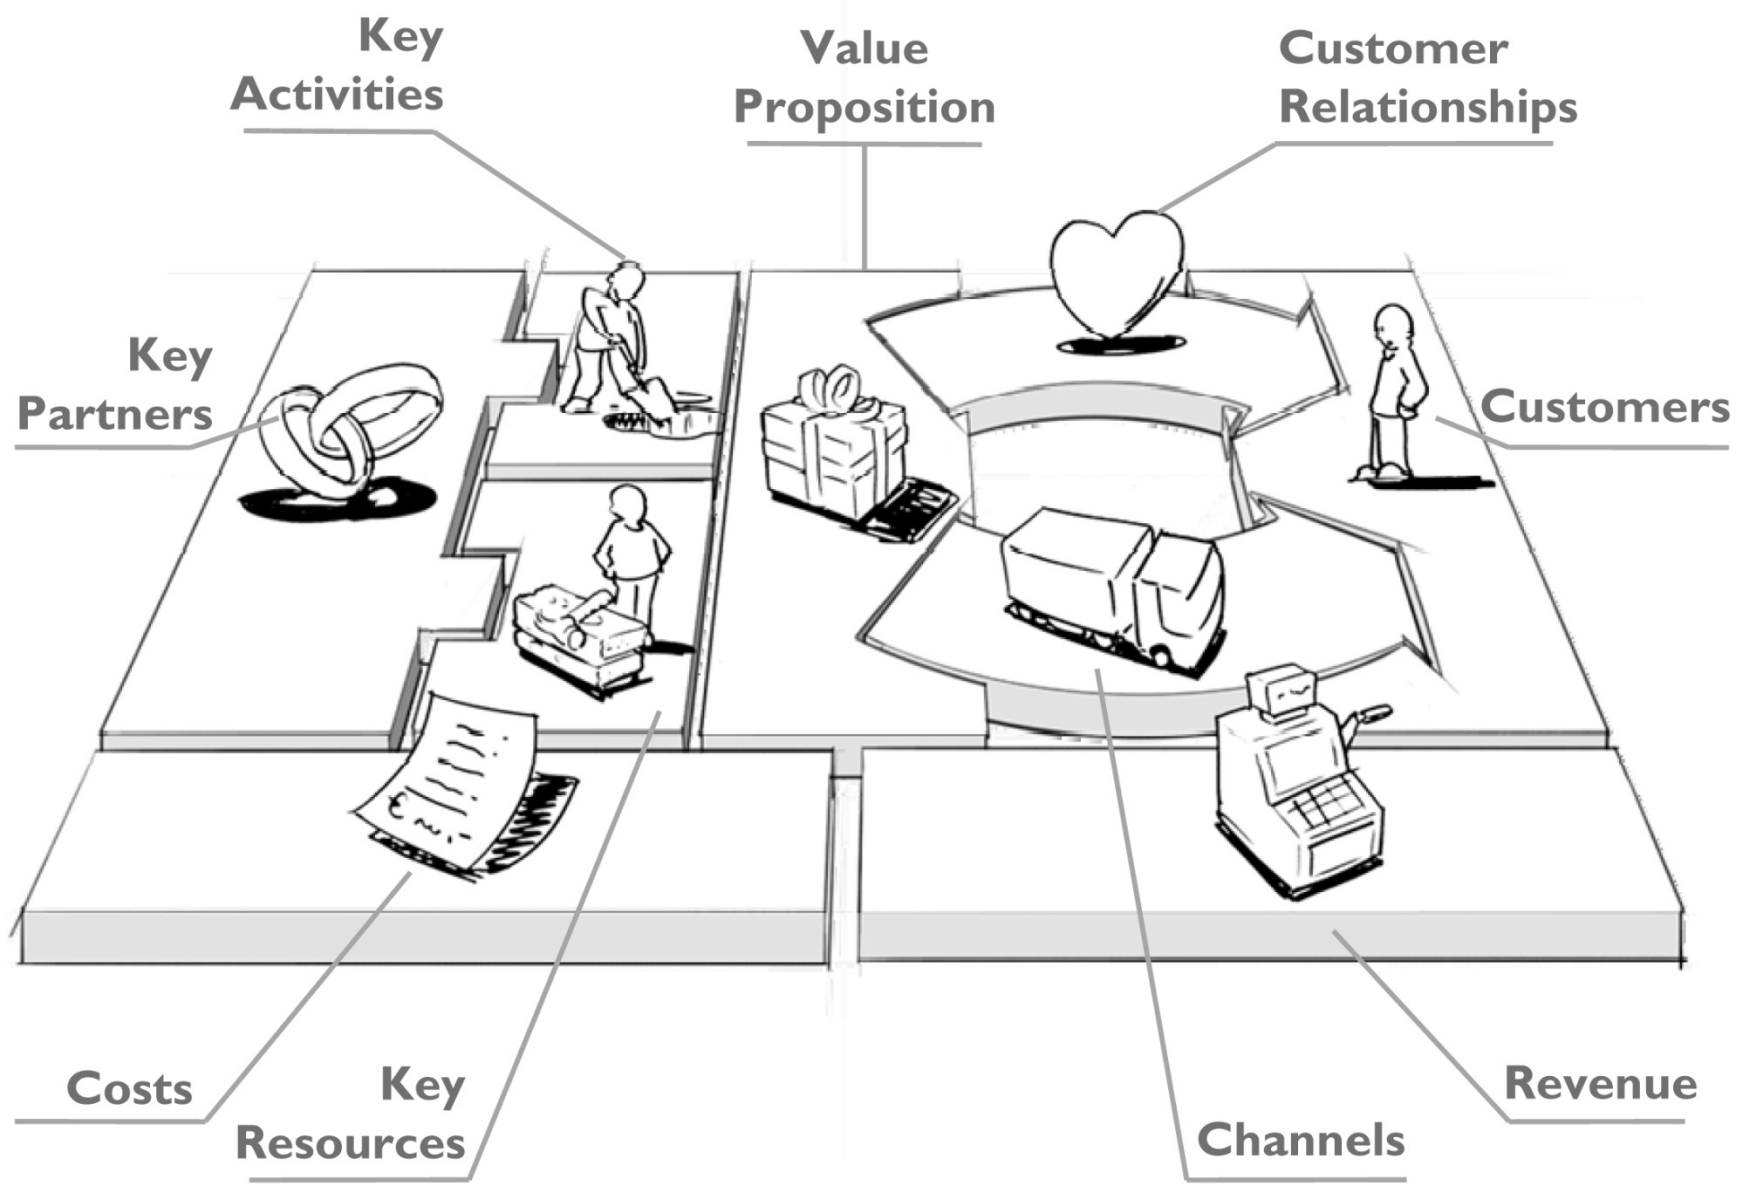 Key
Activities
Value
Proposition
Customer
Relationships
Key
Partners
Customers
€
Costs
Key
Resources
Channels
Revenue